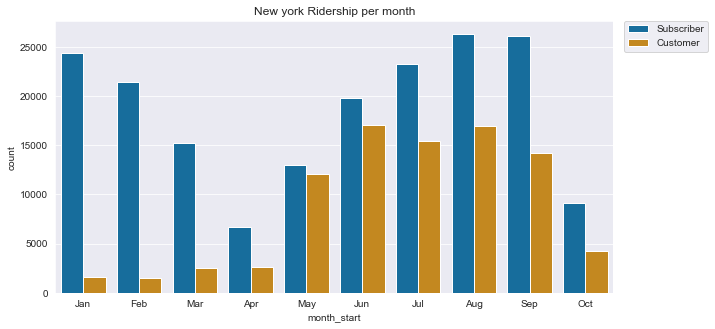 New york Ridership per month
Subscriber
Customer
25000
20000
15000
10000
5000
0
count
Jan Feb Mar Apr May Jun Jul Aug Sep Oct
month_start